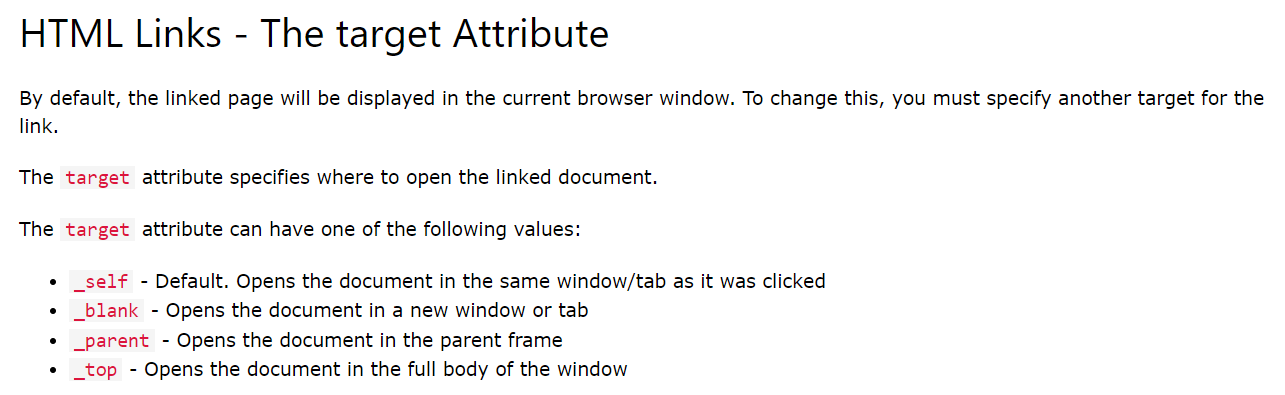 HTML Links - The target Attribute
By default, the linked page will be displayed in the current browser window. To change this, you must specify another target for the
link.
The target attribute specifies where to open the linked document.
The target attribute can have one of the following values:
• _self - Default. Opens the document in the same window/tab as it was clicked
• _blank - Opens the document in a new window or tab
• _parent - Opens the document in the parent frame
• _top - Opens the document in the full body of the window